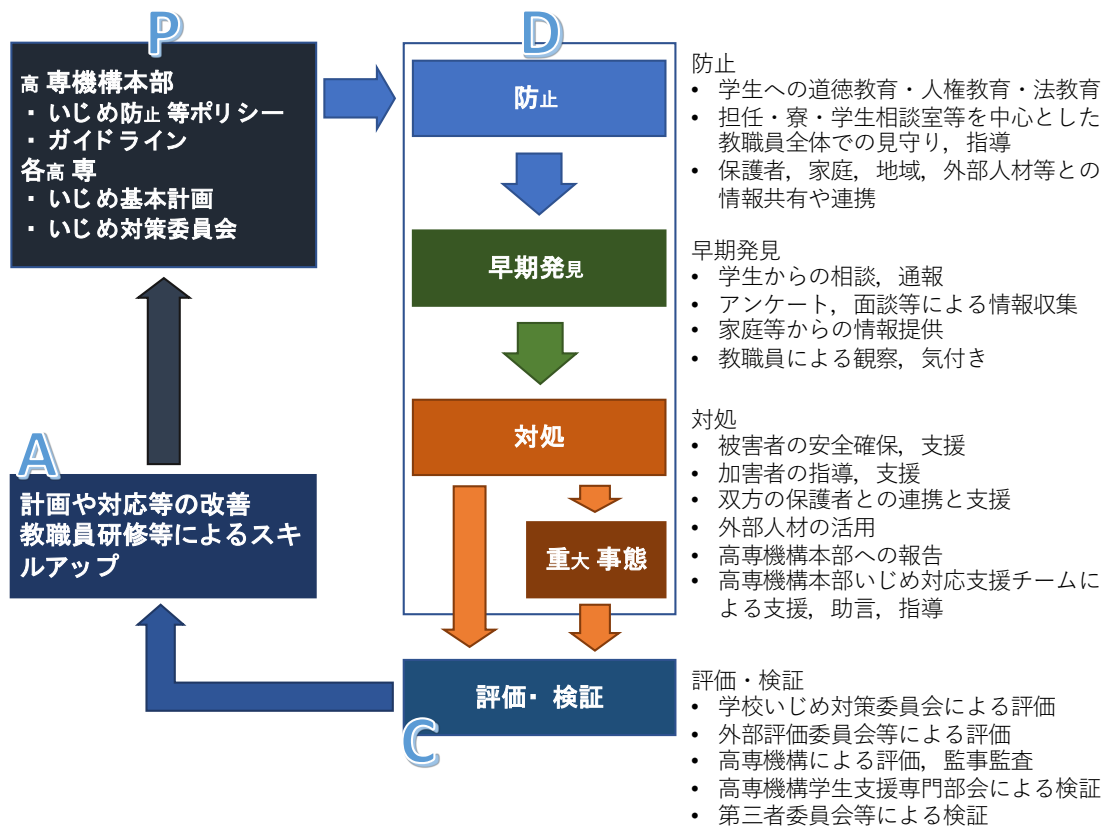 P
高専機構本部
・いじめ防止等ポリシー
・ガイドライン
各高専
・いじめ基本計画
・いじめ対策委員会
D
防止
早期発見
対処
重大事態
評価・検証
C
A
計画や対応等の改善
教職員研修等によるスキ
ルアップ
防止
• 学生への道徳教育・人権教育・法教育
• 担任・寮・学生相談室等を中心とした
教職員全体での見守り，指導
• 保護者，家庭，地域，外部人材等との
情報共有や連携
早期発見
• 学生からの相談，通報
• アンケート，面談等による情報収集
• 家庭等からの情報提供
• 教職員による観察，気付き
対処
• 被害者の安全確保，支援
• 加害者の指導，支援
• 双方の保護者との連携と支援
• 外部人材の活用
• 高専機構本部への報告
• 高専機構本部いじめ対応支援チームに
よる支援，助言，指導
評価・検証
• 学校いじめ対策委員会による評価
• 外部評価委員会等による評価
• 高専機構による評価，監事監査
• 高専機構学生支援専門部会による検証
• 第三者委員会等による検証